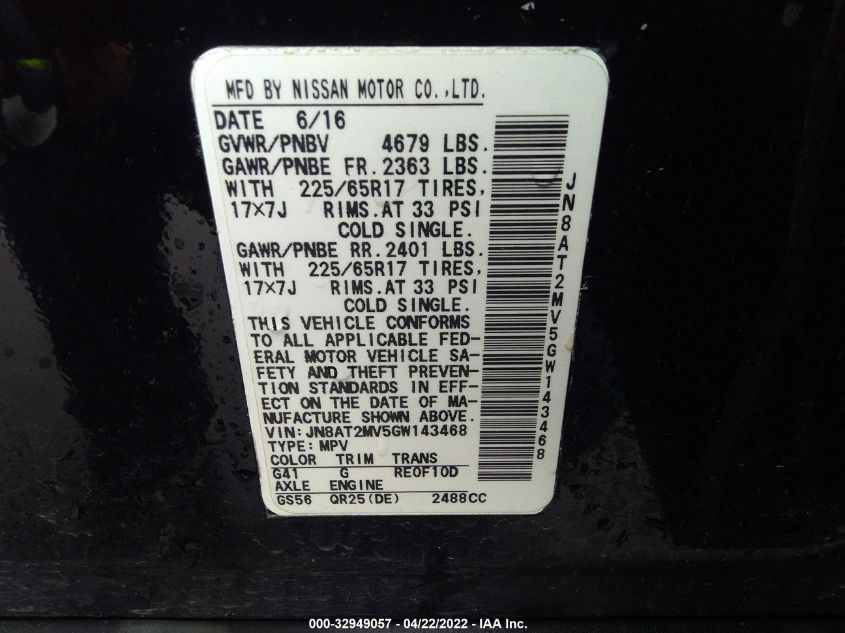 MFD BY NISSAN MOTOR CO.,LTD.
DATE 6/16
GVWR/PNBV 4679 LBS.
GAWR/PNBE FR. 2363 LBS.
WITH 225/65R17 TIRES,
17×7J RIMS. AT 33 PSI
COLD SINGLE.
GAWR/PNBE RR. 2401 LBS.
WITH 225/65R17 TIRES,
17×7J RIMS. AT 33 PSI
COLD SINGLE.
THIS VEHICLE CONFORMS
TO ALL APPLICABLE FED-
ERAL MOTOR VEHICLE SA-
FETY AND THEFT PREVEN-
TION STANDARDS IN EFF-
ECT ON THE DATE OF MA-
NUFACTURE SHOWN ABOVE.
VIN: JN8AT2MV5GW143468
TYPE: MPV
COLOR TRIM TRANS
G41 G RE0F10D
AXLE ENGINE
GS56 QR25(DE) 2488CC
JN8AT2MV5GW143468
000-32949057 - 04/22/2022 - IAA Inc.